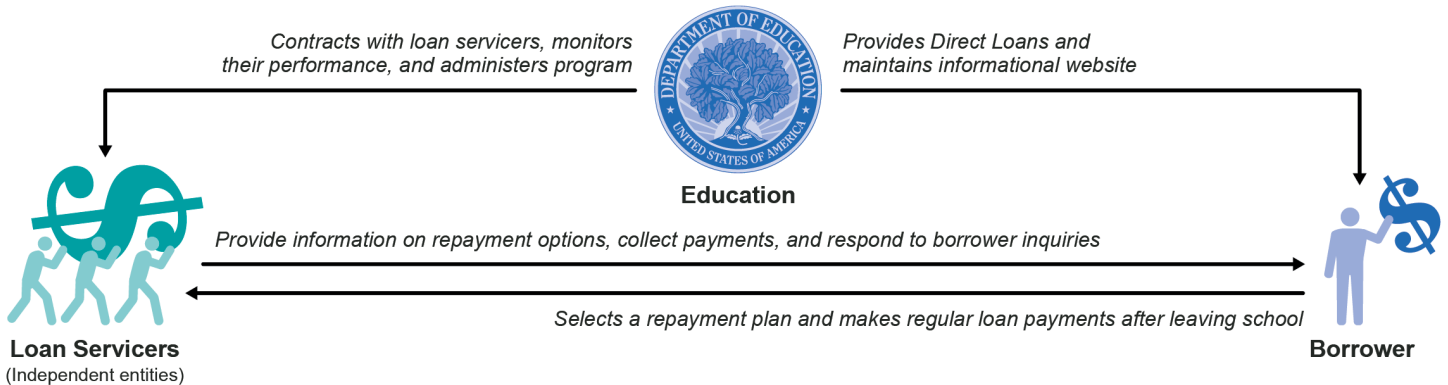 Contracts with loan servicers, monitors
their performance, and administers program
DEPARTMENT OF EDUCATION
UNITED STATES OF AMERICA
Provides Direct Loans and
maintains informational website
Education
Provide information on repayment options, collect payments, and respond to borrower inquiries
Selects a repayment plan and makes regular loan payments after leaving school
Loan Servicers
(Independent entities)
Borrower